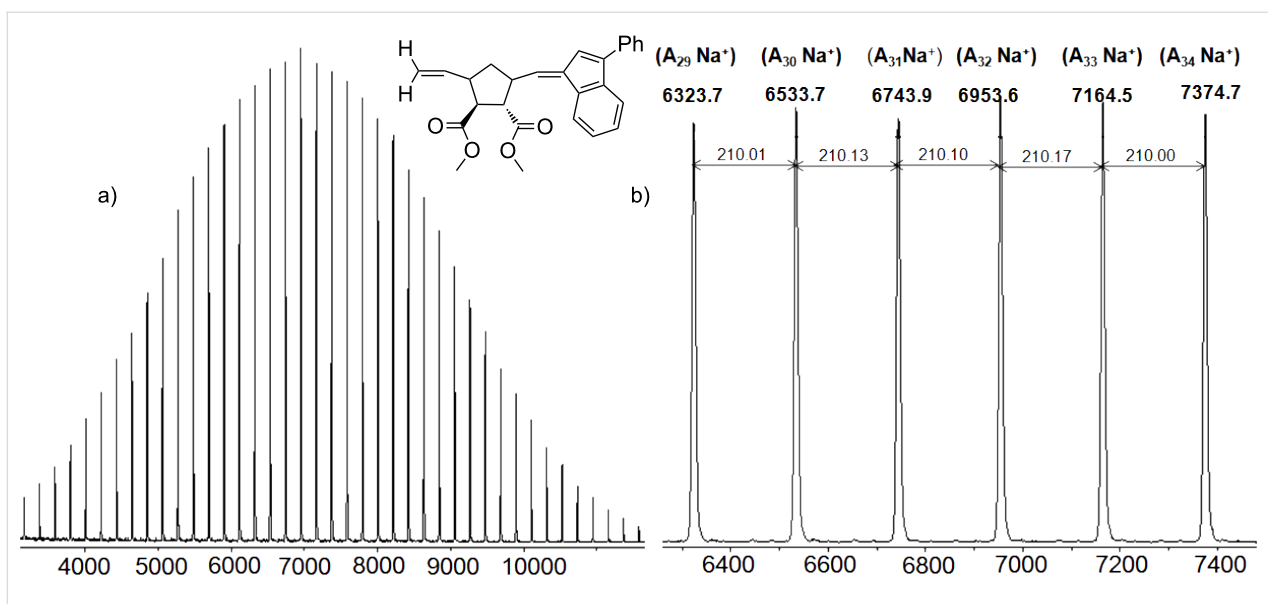 H
H
O
O
O
O
Ph
a)
4000 5000 6000 7000 8000 9000 10000
b)
(A₂₉ Na⁺) (A₃₀ Na⁺) (A₃₁Na⁺) (A₃₂ Na⁺) (A₃₃ Na⁺) (A₃₄ Na⁺)
6323.7 6533.7 6743.9 6953.6 7164.5 7374.7
210.01 210.13 210.10 210.17 210.00
6400 6600 6800 7000 7200 7400